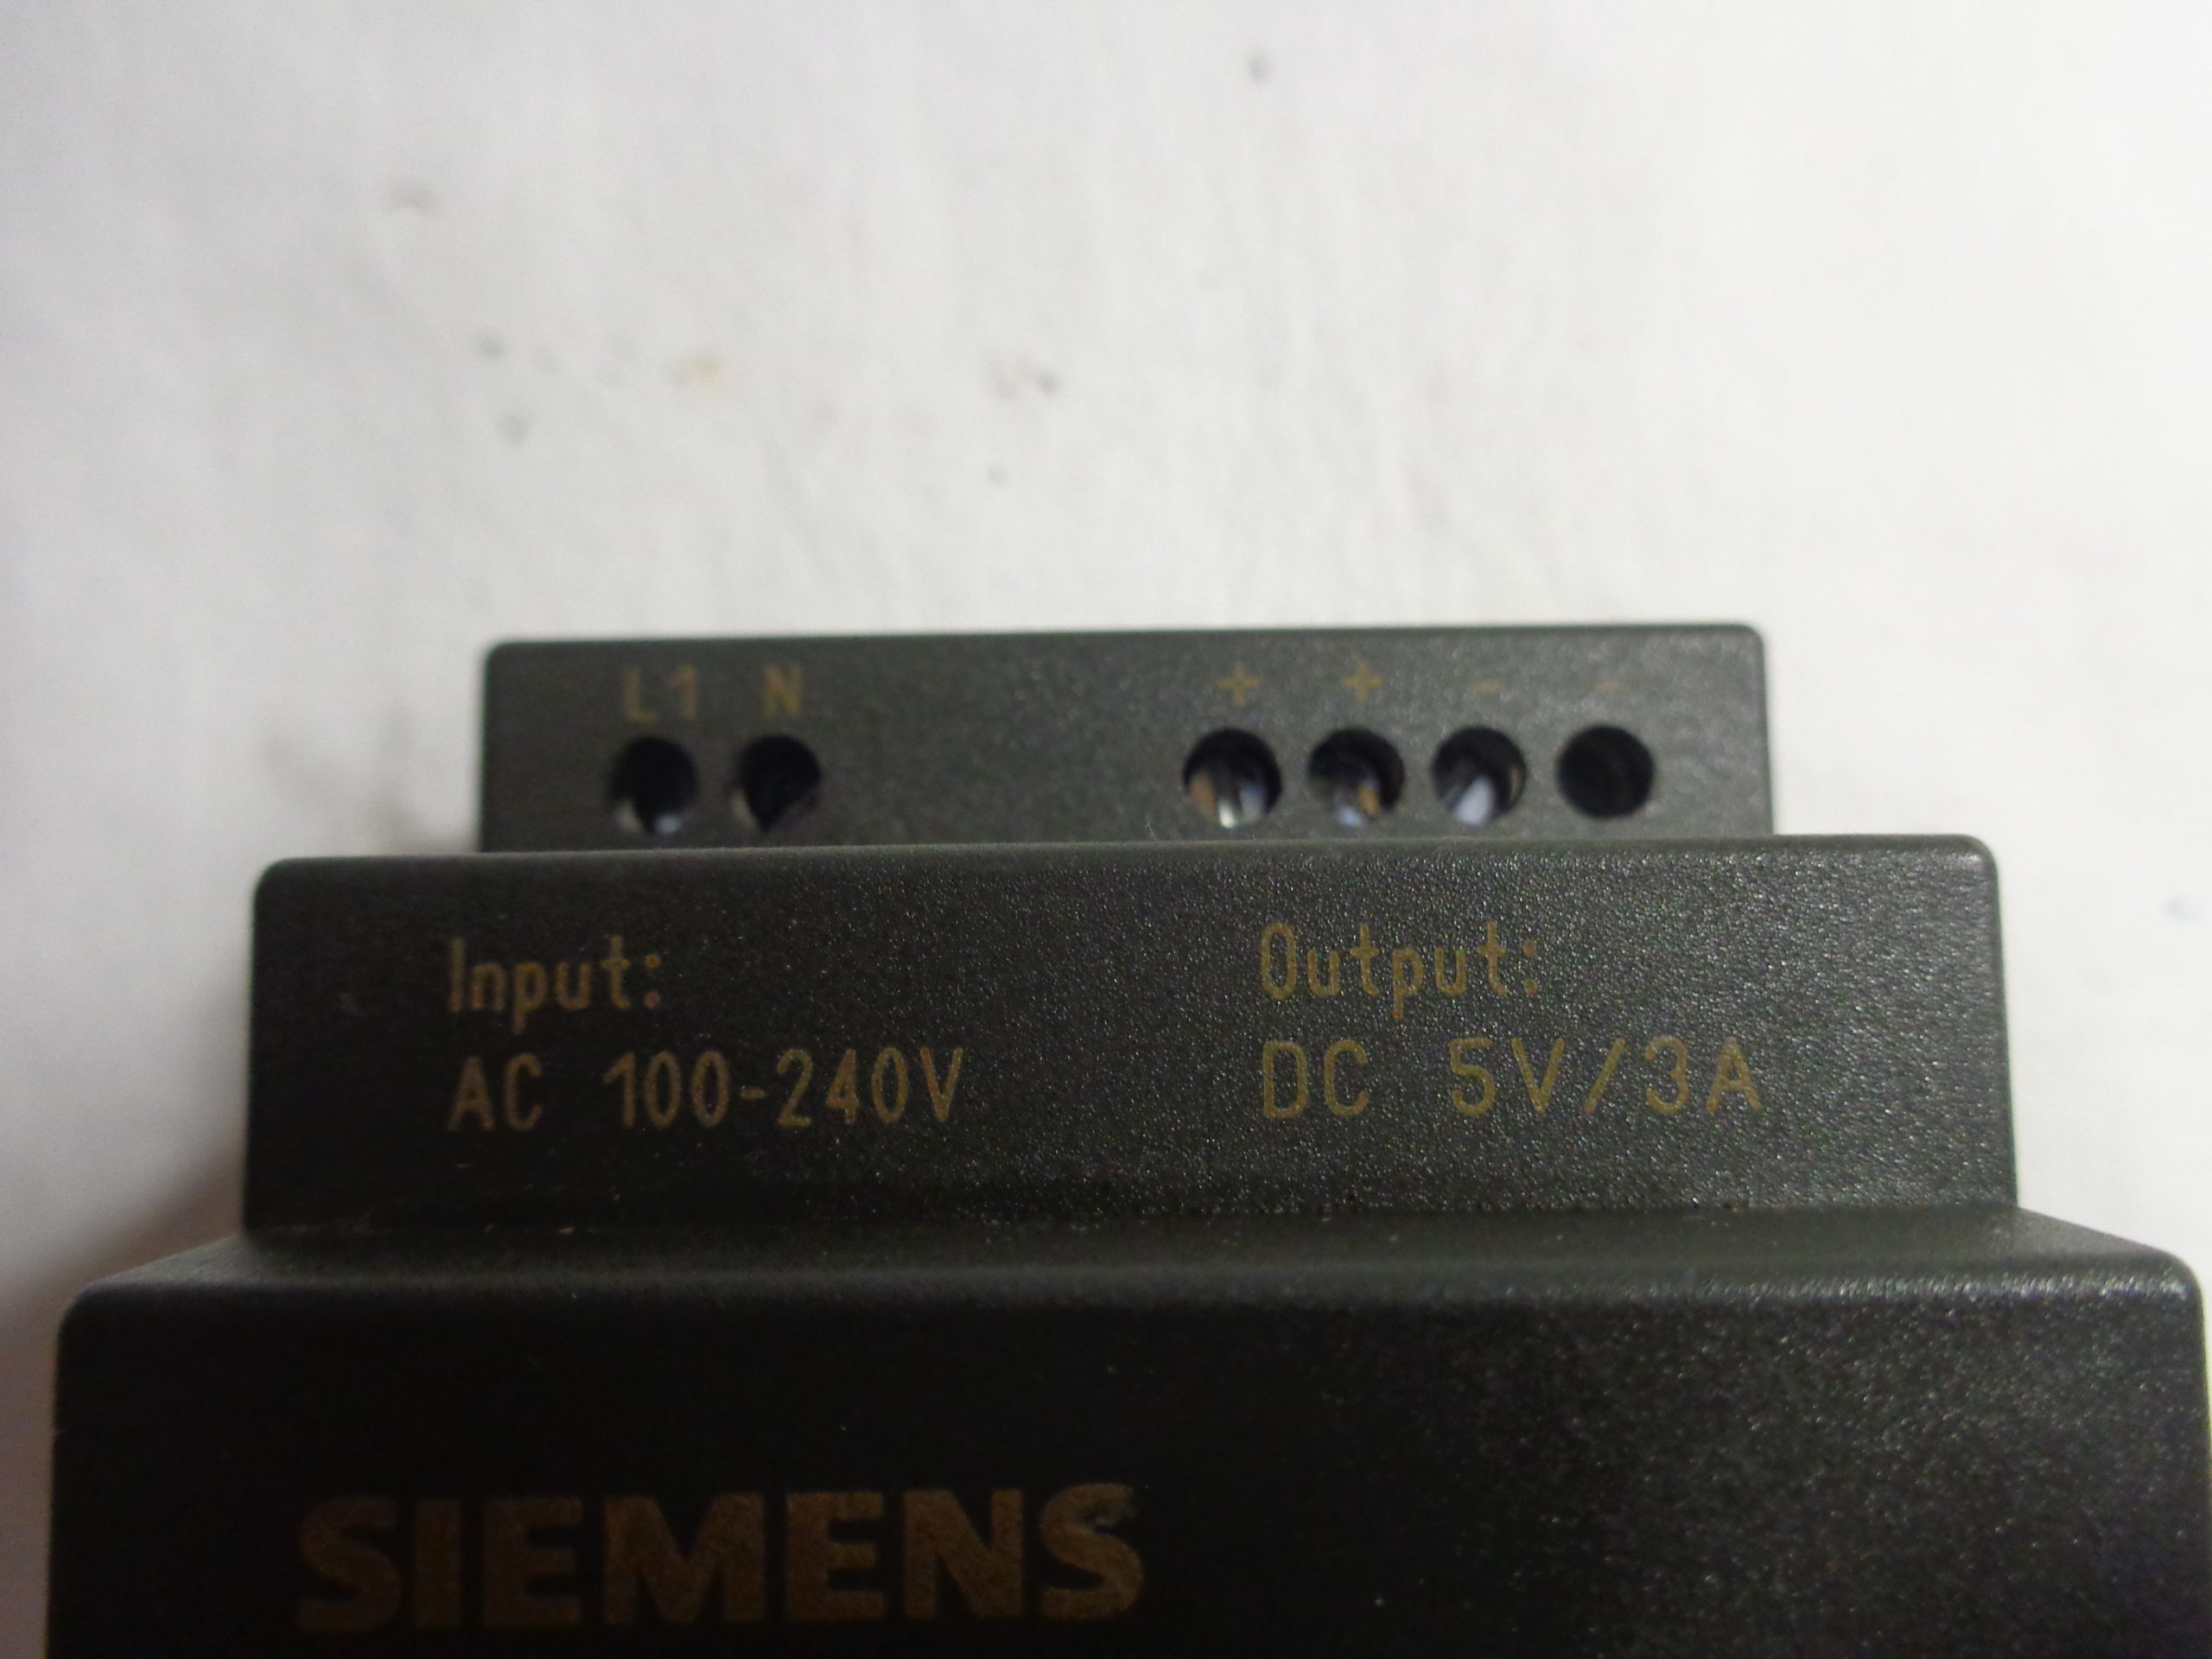 L1 N + + - -
Input: Output:
AC 100-240V DC 5V/3A
SIEMENS